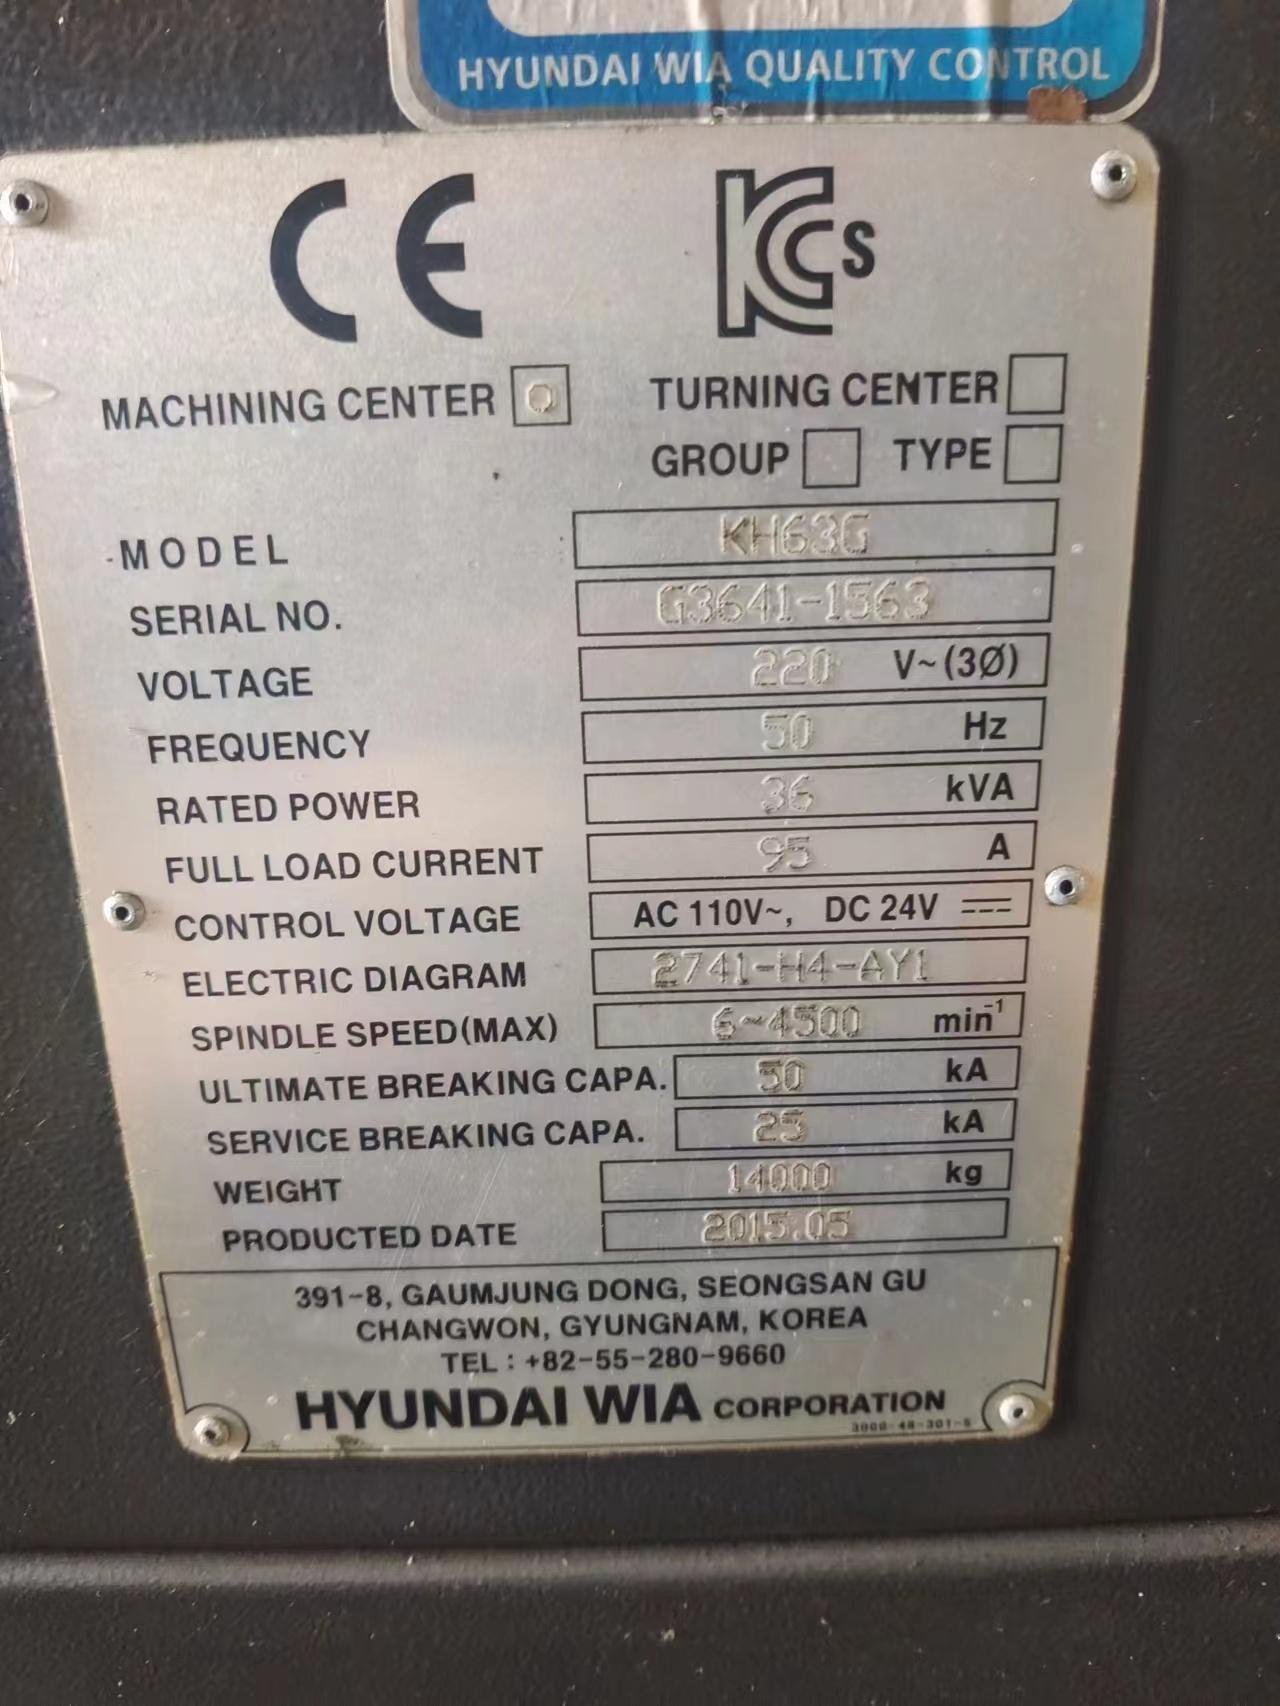 HYUNDAI WIA QUALITY CONTROL
CE KCs
MACHINING CENTER O TURNING CENTER
GROUP TYPE
MODEL KH63G
SERIAL NO. G3641-1563
VOLTAGE 220 V~(3Ø)
FREQUENCY 50 Hz
RATED POWER 36 kVA
FULL LOAD CURRENT 95 A
CONTROL VOLTAGE AC 110V~, DC 24V
ELECTRIC DIAGRAM 2741-H4-AY1
SPINDLE SPEED(MAX) 6~4500 min⁻¹
ULTIMATE BREAKING CAPA. 50 kA
SERVICE BREAKING CAPA. 25 kA
WEIGHT 14000 kg
PRODUCTED DATE 2015.05
391-8, GAUMJUNG DONG, SEONGSAN GU
CHANGWON, GYUNGNAM, KOREA
TEL : +82-55-280-9660
HYUNDAI WIA CORPORATION